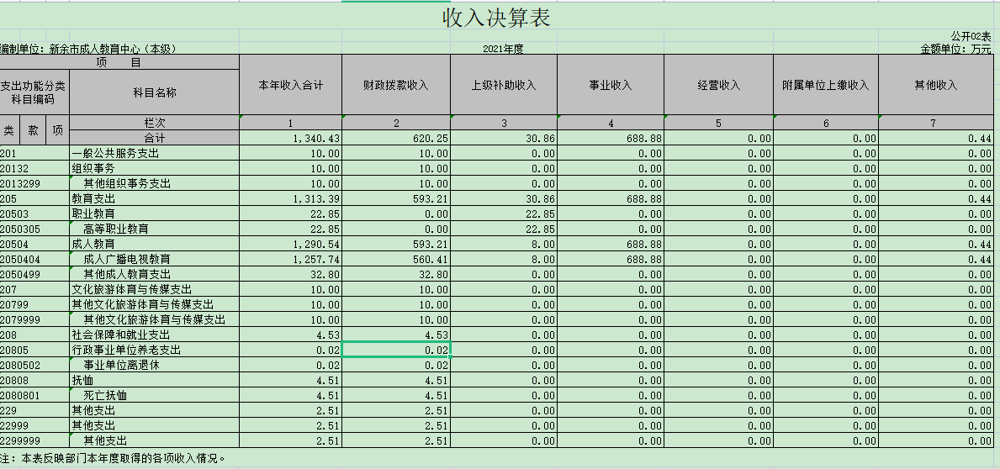 收入决算表
公开02表
编制单位：新余市成人教育中心（本级） 2021年度 金额单位：万元
项 目 本年收入合计 财政拨款收入 上级补助收入 事业收入 经营收入 附属单位上缴收入 其他收入
支出功能分类科目编码 科目名称
类 款 项 栏次 1 2 3 4 5 6 7
合计 1,340.43 620.25 30.86 688.88 0.00 0.00 0.44
201 一般公共服务支出 10.00 10.00 0.00 0.00 0.00 0.00 0.00
20132 组织事务 10.00 10.00 0.00 0.00 0.00 0.00 0.00
2013299 其他组织事务支出 10.00 10.00 0.00 0.00 0.00 0.00 0.00
205 教育支出 1,313.39 593.21 30.86 688.88 0.00 0.00 0.44
20503 职业教育 22.85 0.00 22.85 0.00 0.00 0.00 0.00
2050305 高等职业教育 22.85 0.00 22.85 0.00 0.00 0.00 0.00
20504 成人教育 1,290.54 593.21 8.00 688.88 0.00 0.00 0.44
2050404 成人广播电视教育 1,257.74 560.41 8.00 688.88 0.00 0.00 0.44
2050499 其他成人教育支出 32.80 32.80 0.00 0.00 0.00 0.00 0.00
207 文化旅游体育与传媒支出 10.00 10.00 0.00 0.00 0.00 0.00 0.00
20799 其他文化旅游体育与传媒支出 10.00 10.00 0.00 0.00 0.00 0.00 0.00
2079999 其他文化旅游体育与传媒支出 10.00 10.00 0.00 0.00 0.00 0.00 0.00
208 社会保障和就业支出 4.53 4.53 0.00 0.00 0.00 0.00 0.00
20805 行政事业单位养老支出 0.02 0.02 0.00 0.00 0.00 0.00 0.00
2080502 事业单位离退休 0.02 0.02 0.00 0.00 0.00 0.00 0.00
20808 抚恤 4.51 4.51 0.00 0.00 0.00 0.00 0.00
2080801 死亡抚恤 4.51 4.51 0.00 0.00 0.00 0.00 0.00
229 其他支出 2.51 2.51 0.00 0.00 0.00 0.00 0.00
22999 其他支出 2.51 2.51 0.00 0.00 0.00 0.00 0.00
2299999 其他支出 2.51 2.51 0.00 0.00 0.00 0.00 0.00
注：本表反映部门本年度取得的各项收入情况。